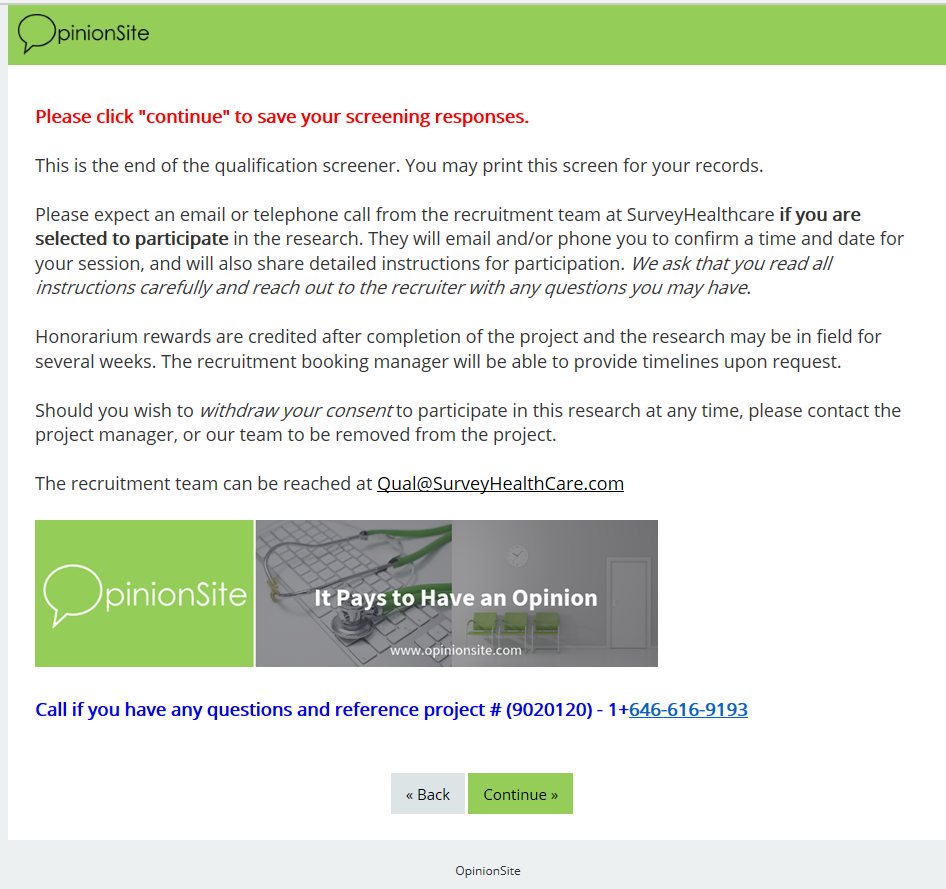 OpinionSite
Please click "continue" to save your screening responses.
This is the end of the qualification screener. You may print this screen for your records.
Please expect an email or telephone call from the recruitment team at SurveyHealthcare if you are
selected to participate in the research. They will email and/or phone you to confirm a time and date for
your session, and will also share detailed instructions for participation. We ask that you read all
instructions carefully and reach out to the recruiter with any questions you may have.
Honorarium rewards are credited after completion of the project and the research may be in field for
several weeks. The recruitment booking manager will be able to provide timelines upon request.
Should you wish to withdraw your consent to participate in this research at any time, please contact the
project manager, or our team to be removed from the project.
The recruitment team can be reached at Qual@SurveyHealthCare.com
OpinionSite
It Pays to Have an Opinion
www.opinionsite.com
Call if you have any questions and reference project # (9020120) - 1+646-616-9193
« Back Continue »
OpinionSite